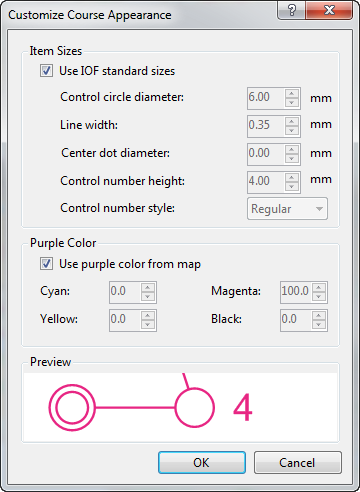 Customize Course Appearance
Item Sizes
Use IOF standard sizes
Control circle diameter: 6.00 mm
Line width: 0.35 mm
Center dot diameter: 0.00 mm
Control number height: 4.00 mm
Control number style: Regular
Purple Color
Use purple color from map
Cyan: 0.0 Magenta: 100.0
Yellow: 0.0 Black: 0.0
Preview
4
OK Cancel